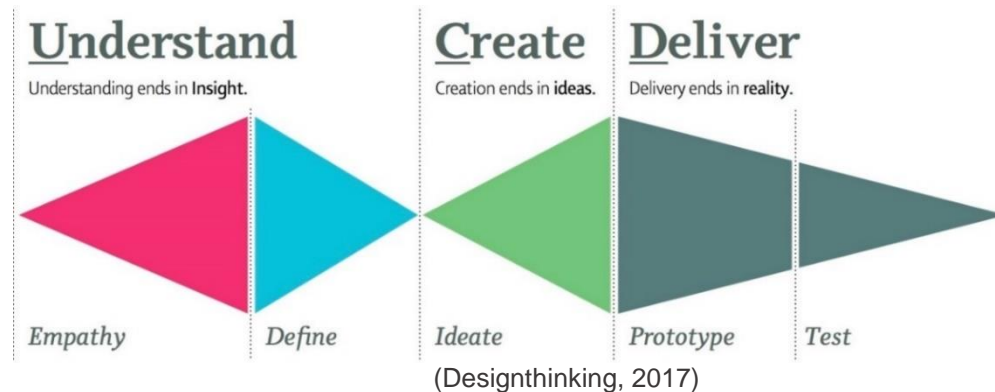 Understand
Understanding ends in Insight.
Create
Creation ends in ideas.
Deliver
Delivery ends in reality.
Empathy
Define
Ideate
Prototype
Test
(Designthinking, 2017)